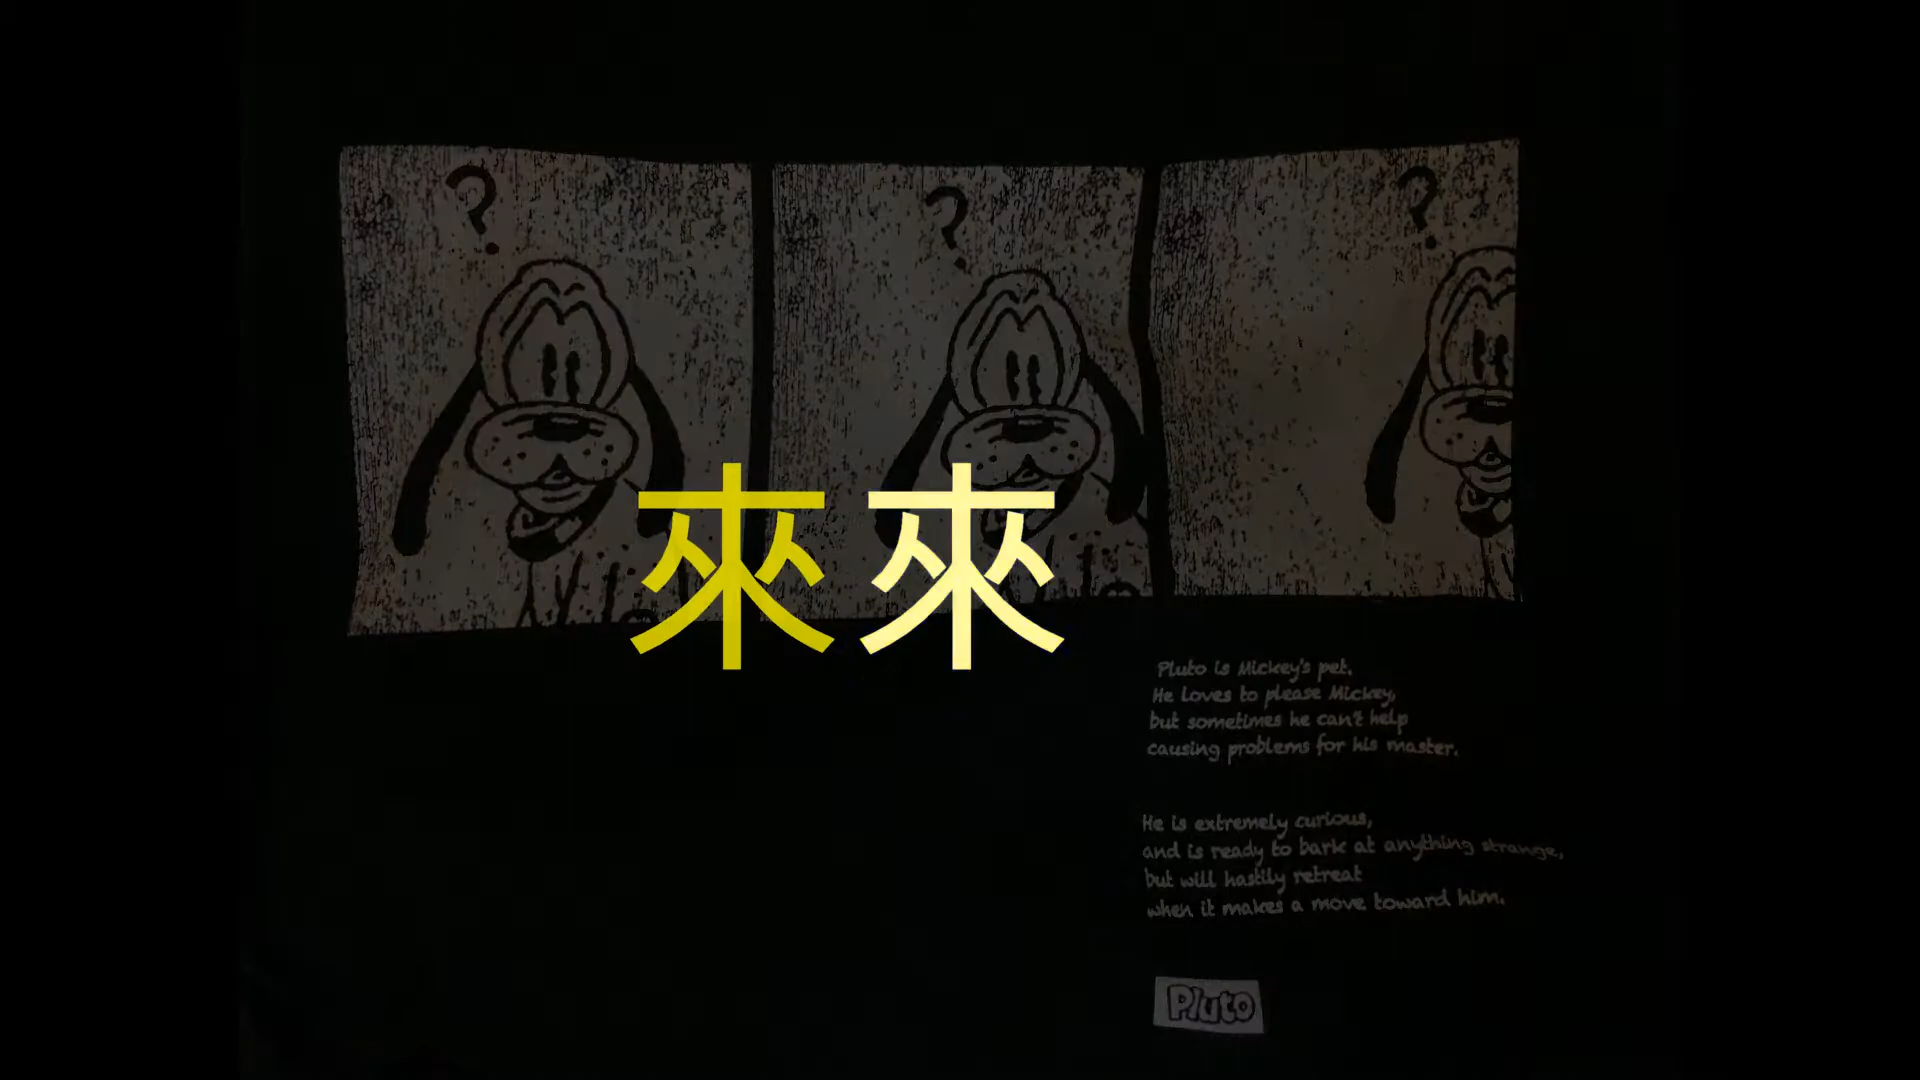 ? ? ?
來來
Pluto is Mickey's pet.
He loves to please Mickey,
but sometimes he can't help
causing problems for his master.
He is extremely curious,
and is ready to bark at anything strange,
but will hastily retreat
when it makes a move toward him.
Pluto